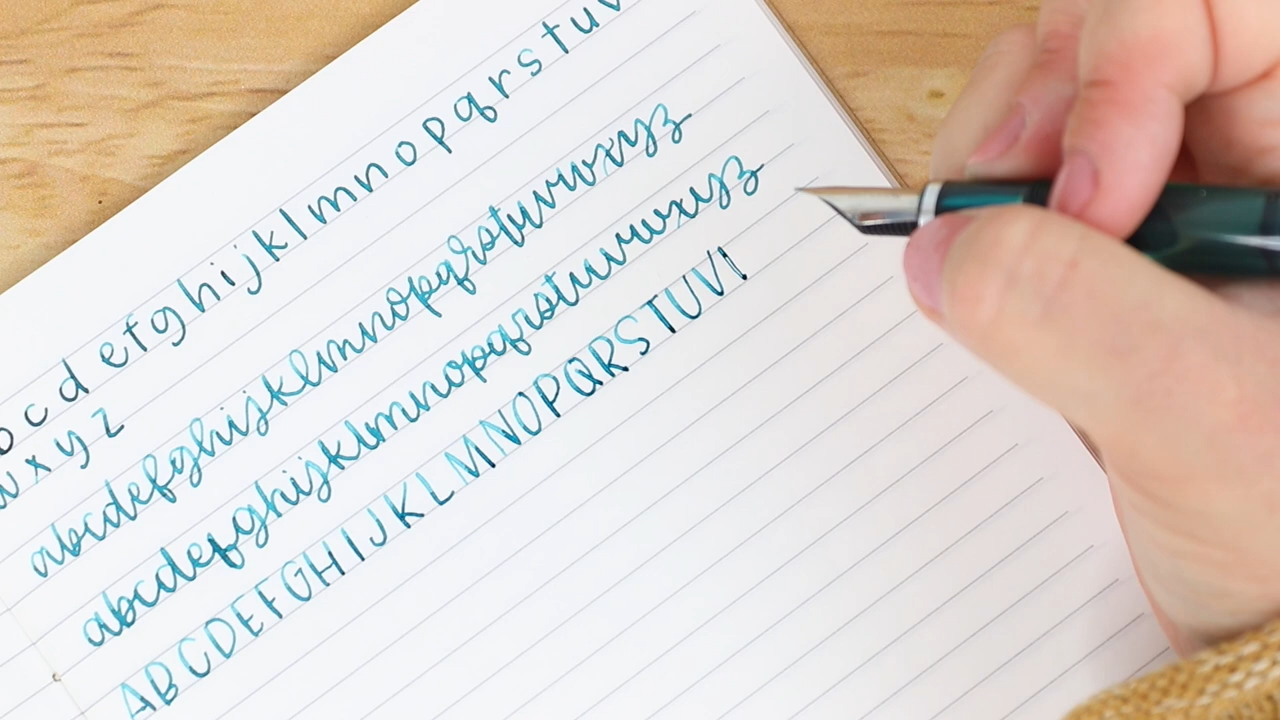 b c d e f g h i j k l m n o p q r s t u v
w x y z
abcdefghijklmnopqrstuvwxyz
abcdefghijklmnopqrstuvwxyz
ABCDEFGHIJKLMNOPQRSTUV\